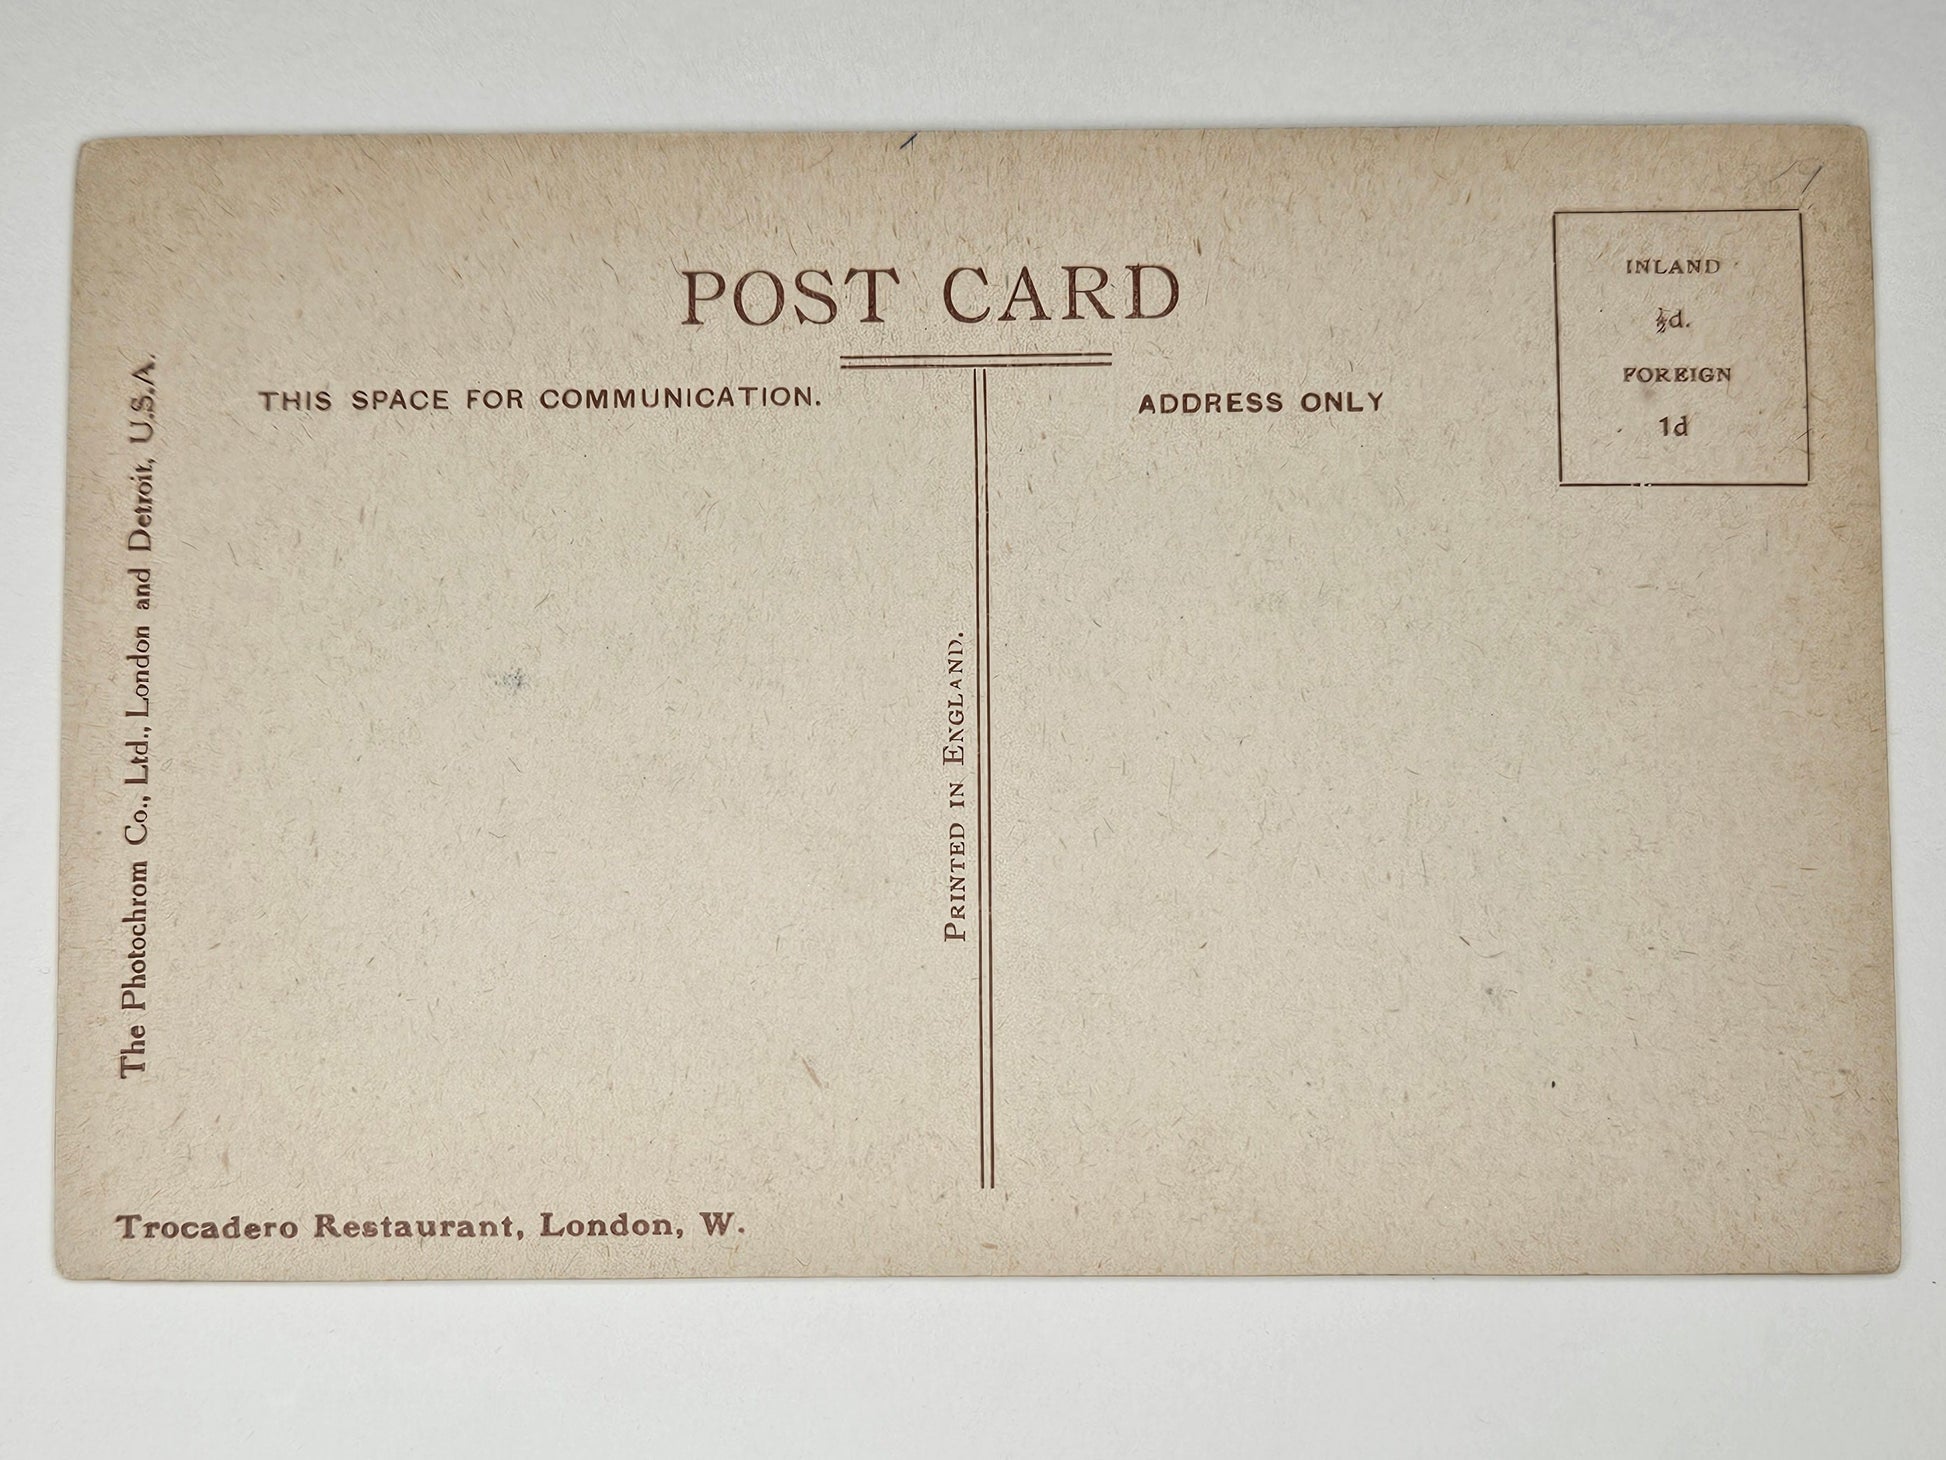 POST CARD
THIS SPACE FOR COMMUNICATION.
ADDRESS ONLY
INLAND
½d.
FOREIGN
1d
The Photochrom Co., Ltd., London and Detroit, U.S.A.
PRINTED IN ENGLAND.
Trocadero Restaurant, London, W.